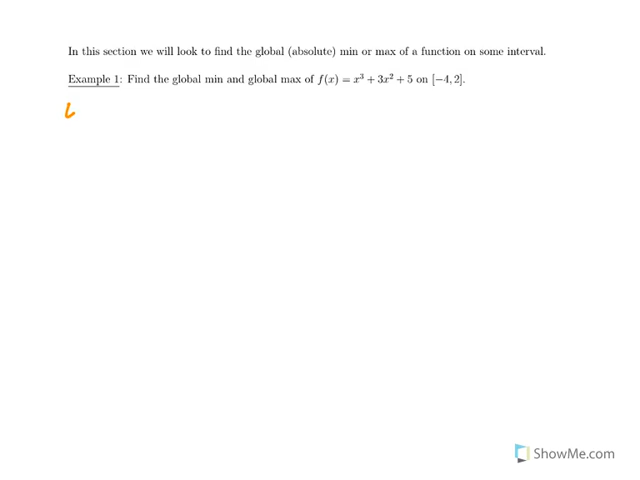 In this section we will look to find the global (absolute) min or max of a function on some interval.
Example 1: Find the global min and global max of f(x) = x³ + 3x² + 5 on [−4, 2].
ShowMe.com